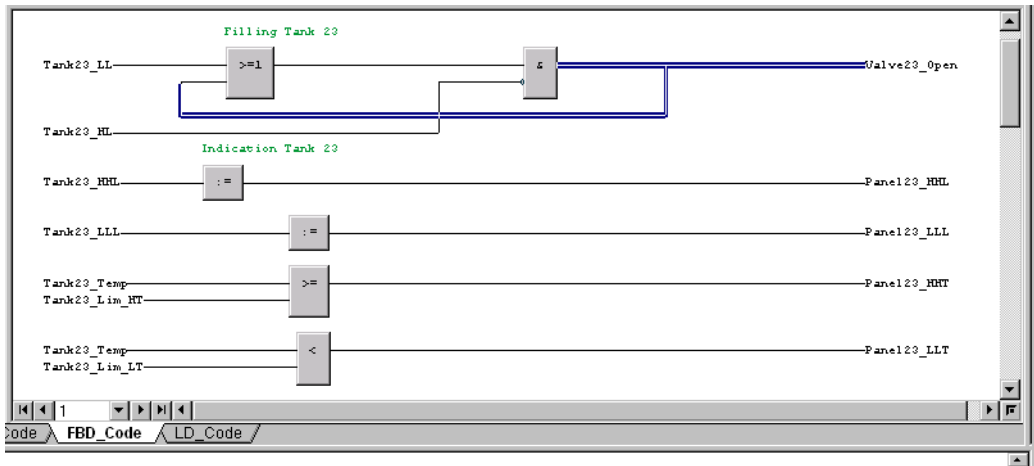 Filling Tank 23
Tank23_LL >=1 & Valve23_Open
Tank23_HL
Indication Tank 23
Tank23_HHL := Panel23_HHL
Tank23_LLL := Panel23_LLL
Tank23_Temp >= Panel23_HHT
Tank23_Lim_HT
Tank23_Temp < Panel23_LLT
Tank23_Lim_LT
1
Code FBD_Code LD_Code